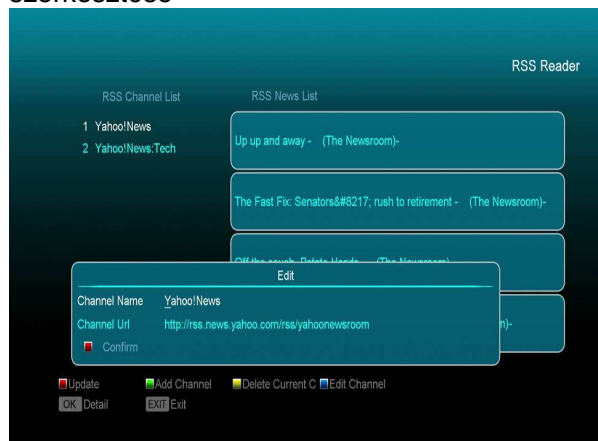 RSS Reader
RSS Channel List
RSS News List
1 Yahoo!News
2 Yahoo!News:Tech
Up up and away - (The Newsroom)-
The Fast Fix: Senators&#8217; rush to retirement - (The Newsroom)-
Edit
Channel Name Yahoo!News
Channel Url http://rss.news.yahoo.com/rss/yahoonewsroom
n)-
Confirm
Update Add Channel Delete Current C Edit Channel
OK Detail EXIT Exit